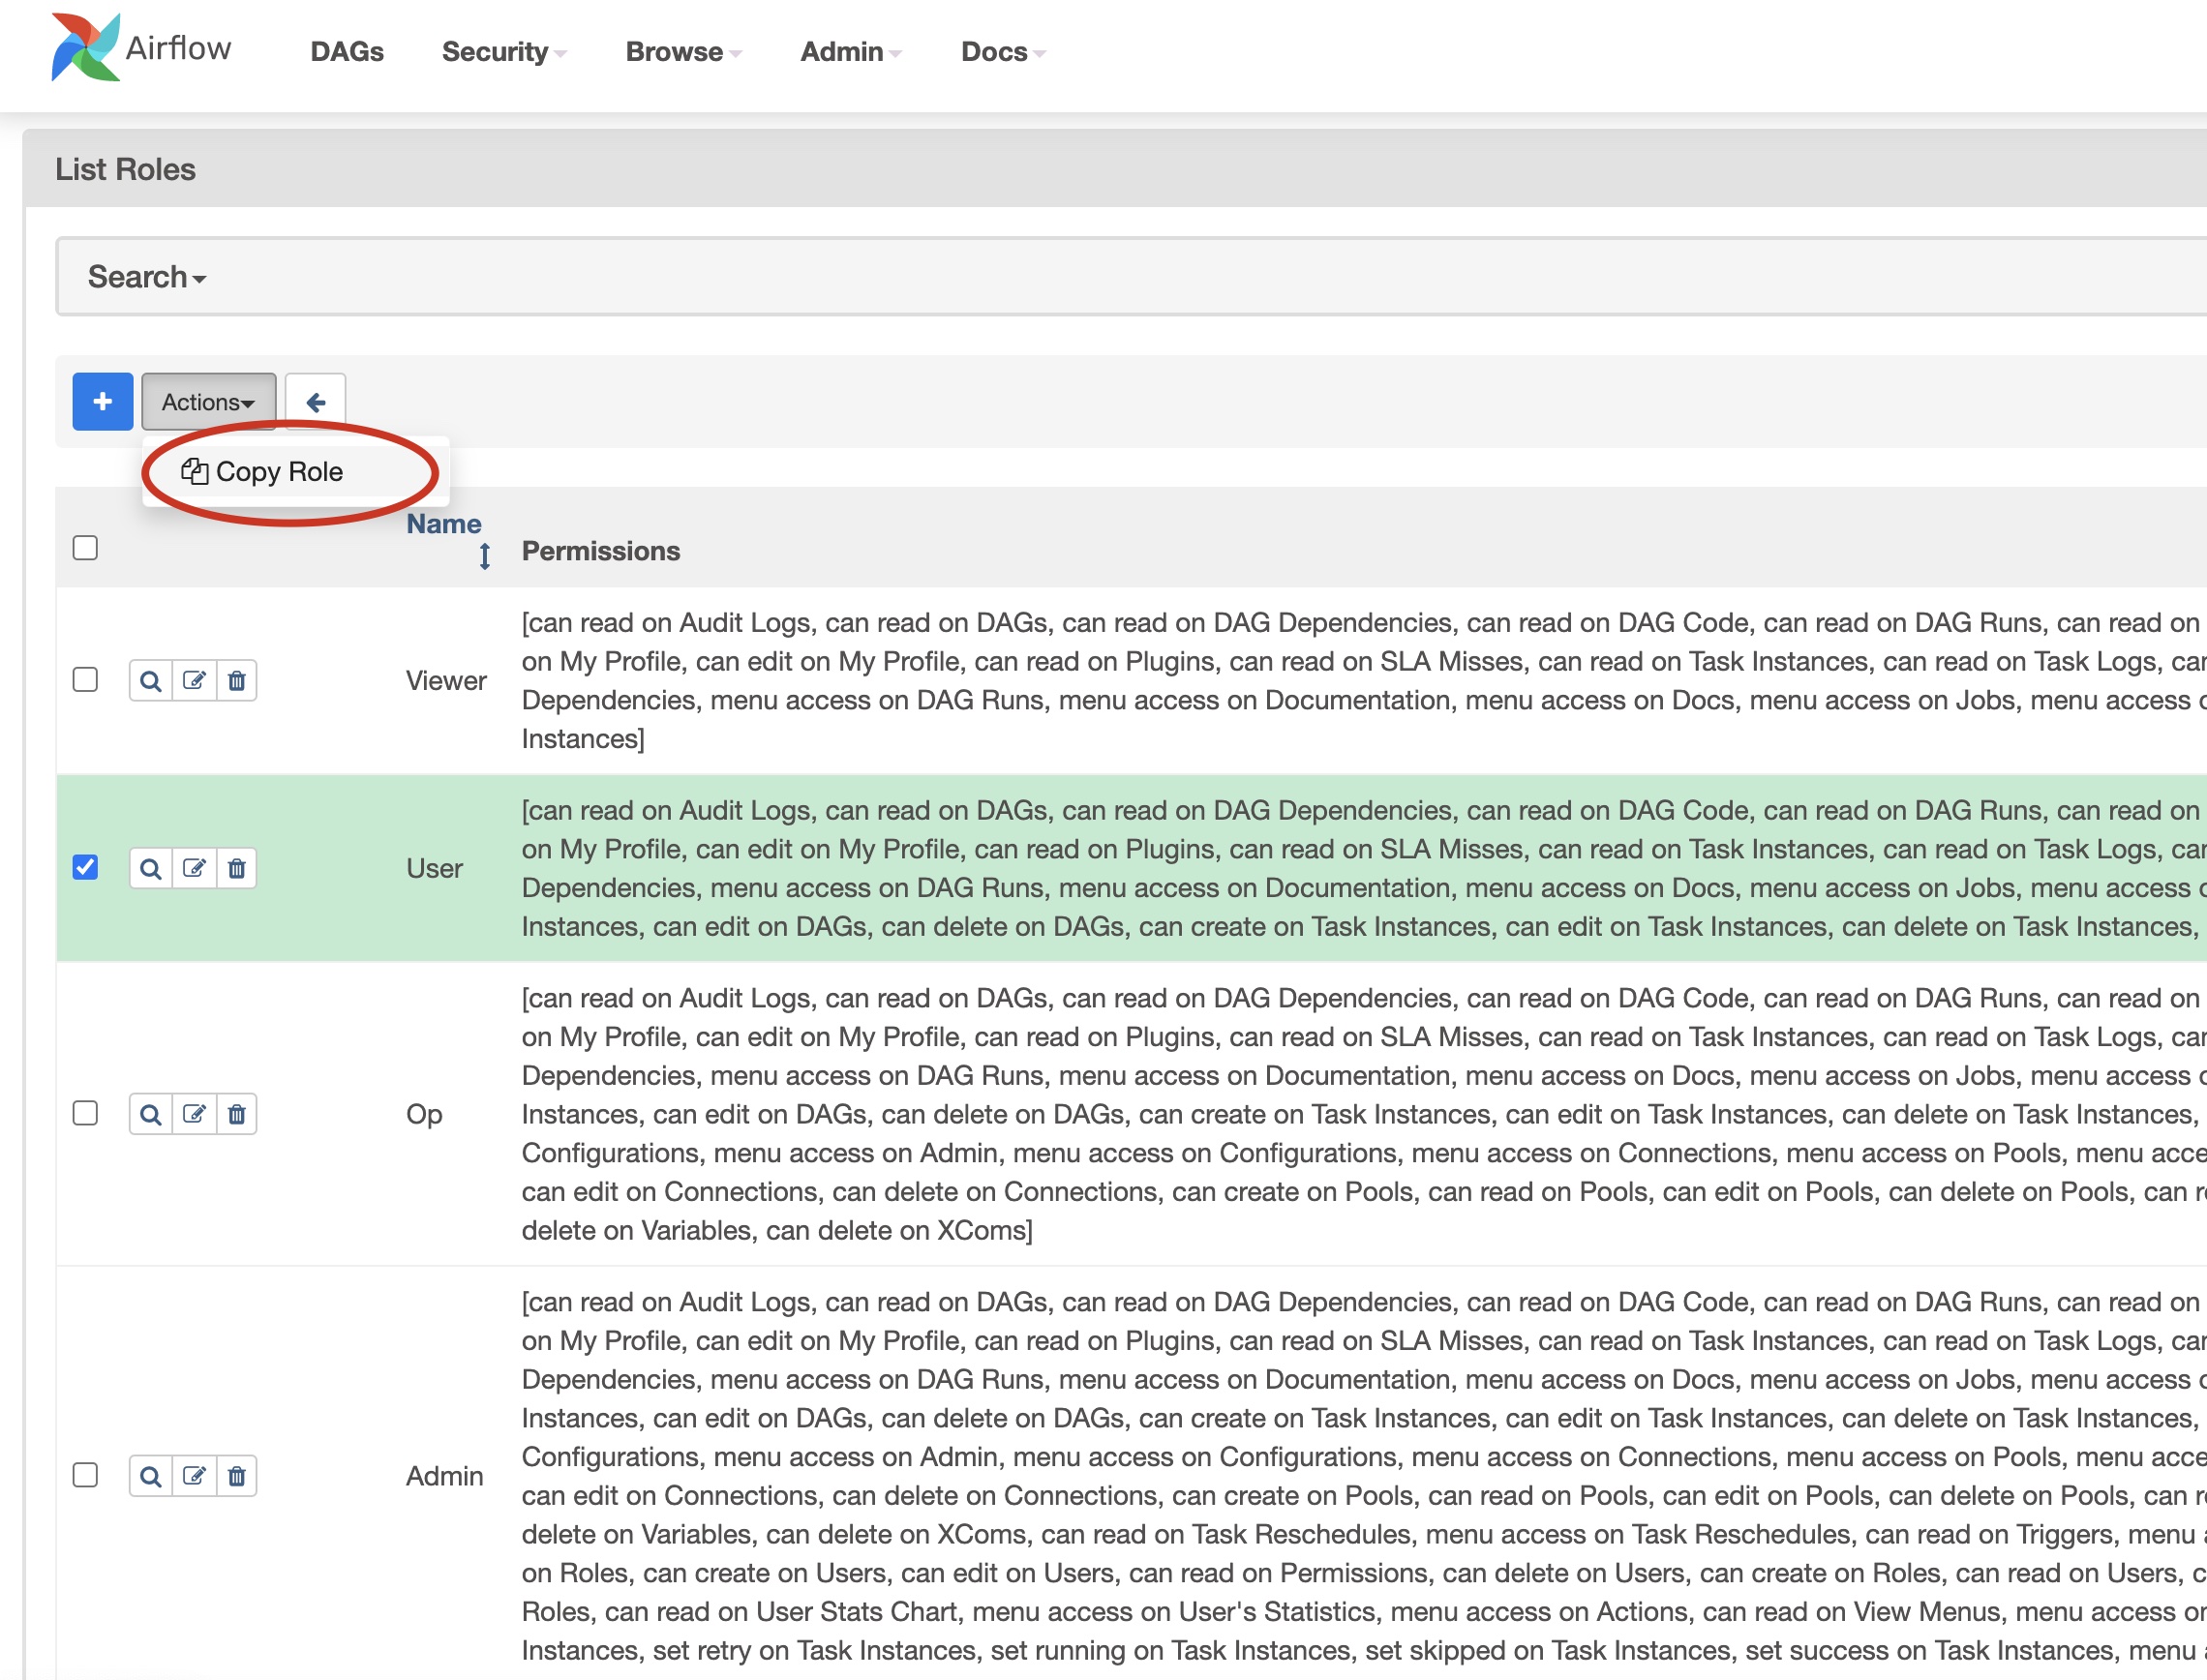 Airflow DAGs Security Browse Admin Docs
List Roles
Search
Actions
Copy Role
Name
Permissions
[can read on Audit Logs, can read on DAGs, can read on DAG Dependencies, can read on DAG Code, can read on DAG Runs, can read on
on My Profile, can edit on My Profile, can read on Plugins, can read on SLA Misses, can read on Task Instances, can read on Task Logs,
Viewer
Dependencies, menu access on DAG Runs, menu access on Documentation, menu access on Docs, menu access on Jobs, menu access
Instances]
[can read on Audit Logs, can read on DAGs, can read on DAG Dependencies, can read on DAG Code, can read on DAG Runs, can read on
on My Profile, can edit on My Profile, can read on Plugins, can read on SLA Misses, can read on Task Instances, can read on Task Logs,
User
Dependencies, menu access on DAG Runs, menu access on Documentation, menu access on Docs, menu access on Jobs, menu access
Instances, can edit on DAGs, can delete on DAGs, can create on Task Instances, can edit on Task Instances, can delete on Task Instances,
[can read on Audit Logs, can read on DAGs, can read on DAG Dependencies, can read on DAG Code, can read on DAG Runs, can read on
on My Profile, can edit on My Profile, can read on Plugins, can read on SLA Misses, can read on Task Instances, can read on Task Logs,
Dependencies, menu access on DAG Runs, menu access on Documentation, menu access on Docs, menu access on Jobs, menu access
Op
Instances, can edit on DAGs, can delete on DAGs, can create on Task Instances, can edit on Task Instances, can delete on Task Instances,
Configurations, menu access on Admin, menu access on Configurations, menu access on Connections, menu access on Pools, menu
can edit on Connections, can delete on Connections, can create on Pools, can read on Pools, can edit on Pools, can delete on Pools, can
delete on Variables, can delete on XComs]
[can read on Audit Logs, can read on DAGs, can read on DAG Dependencies, can read on DAG Code, can read on DAG Runs, can read on
on My Profile, can edit on My Profile, can read on Plugins, can read on SLA Misses, can read on Task Instances, can read on Task Logs,
Dependencies, menu access on DAG Runs, menu access on Documentation, menu access on Docs, menu access on Jobs, menu access
Instances, can edit on DAGs, can delete on DAGs, can create on Task Instances, can edit on Task Instances, can delete on Task Instances,
Configurations, menu access on Admin, menu access on Configurations, menu access on Connections, menu access on Pools, menu
Admin
can edit on Connections, can delete on Connections, can create on Pools, can read on Pools, can edit on Pools, can delete on Pools, can
delete on Variables, can delete on XComs, can read on Task Reschedules, menu access on Task Reschedules, can read on Triggers, menu
on Roles, can create on Users, can edit on Users, can read on Permissions, can delete on Users, can create on Roles, can read on Users,
Roles, can read on User Stats Chart, menu access on User's Statistics, menu access on Actions, can read on View Menus, menu access
Instances, set retry on Task Instances, set running on Task Instances, set skipped on Task Instances, set success on Task Instances, menu